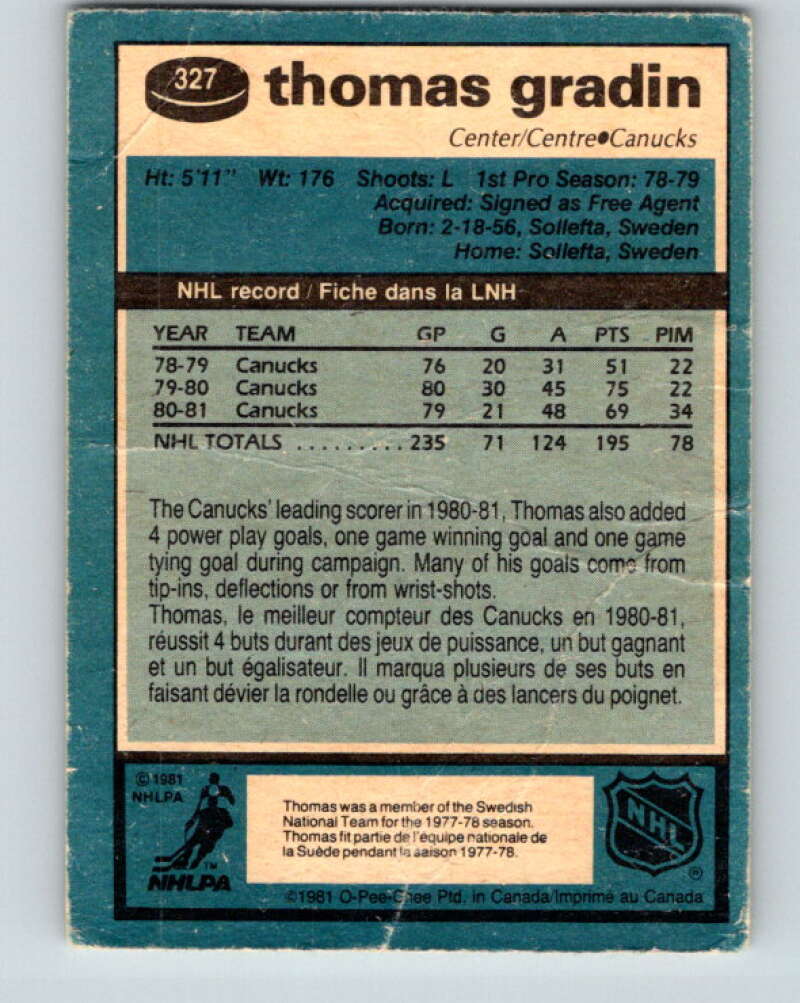 327 thomas gradin
Center/Centre•Canucks
Ht: 5'11" Wt: 176 Shoots: L 1st Pro Season: 78-79
Acquired: Signed as Free Agent
Born: 2-18-56, Sollefta, Sweden
Home: Sollefta, Sweden
NHL record / Fiche dans la LNH
YEAR TEAM GP G A PTS PIM
78-79 Canucks 76 20 31 51 22
79-80 Canucks 80 30 45 75 22
80-81 Canucks 79 21 48 69 34
NHL TOTALS .......... 235 71 124 195 78
The Canucks' leading scorer in 1980-81, Thomas also added
4 power play goals, one game winning goal and one game
tying goal during campaign. Many of his goals come from
tip-ins, deflections or from wrist-shots.
Thomas, le meilleur compteur des Canucks en 1980-81,
réussit 4 buts durant des jeux de puissance, un but gagnant
et un but égalisateur. Il marqua plusieurs de ses buts en
faisant dévier la rondelle ou grâce à des lancers du poignet.
©1981
NHLPA
TM
NHLPA
Thomas was a member of the Swedish
National Team for the 1977-78 season.
Thomas fit partie de l'équipe nationale de
la Suède pendant la saison 1977-78.
NHL
®
©1981 O-Pee-Chee Ptd. in Canada/Imprimé au Canada